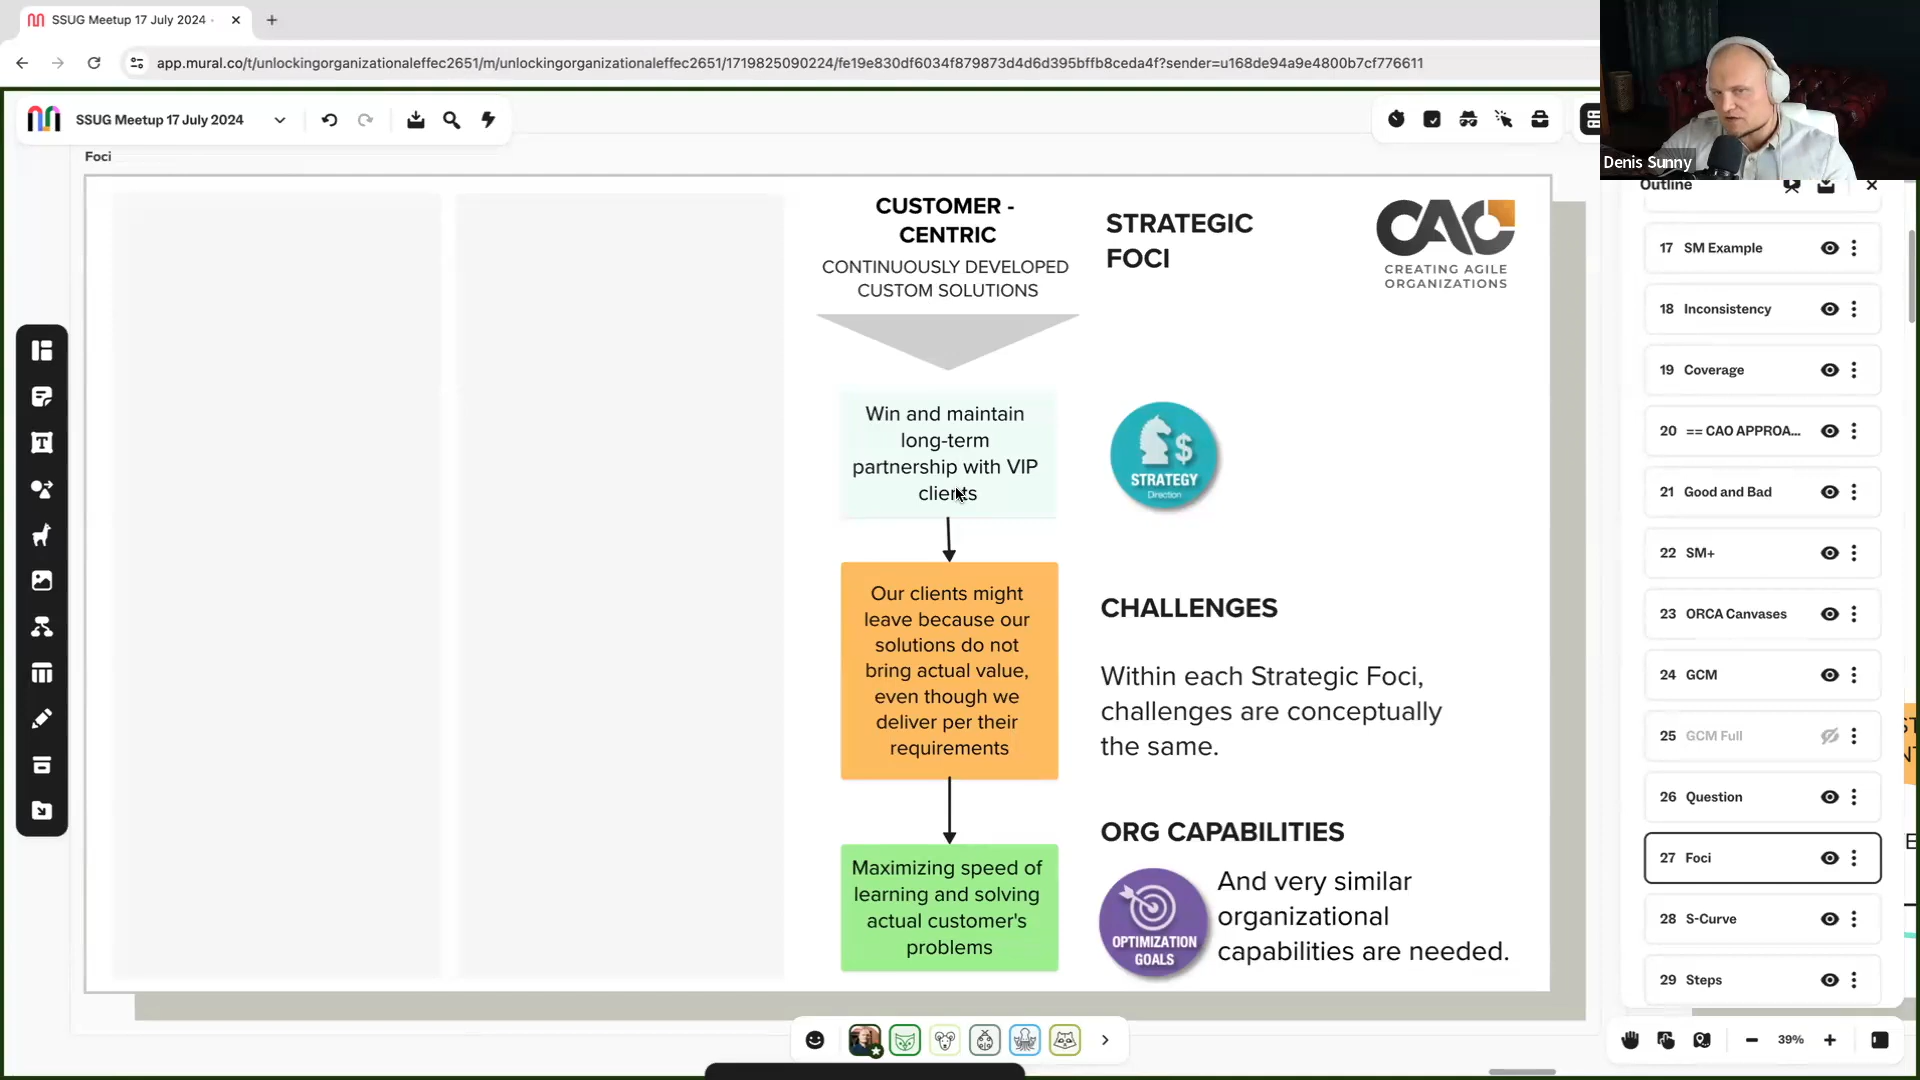 SSUG Meetup 17 July 2024 -
app.mural.co/t/unlockingorganizationaleffec2651/m/unlockingorganizationaleffec2651/1719825090224/fe19e830df6034f879873d4d6d395bffb8ceda4f?sender=u168de94a9e4800b7cf776611
SSUG Meetup 17 July 2024
Denis Sunny
Foci
CUSTOMER -
CENTRIC
CONTINUOUSLY DEVELOPED
CUSTOM SOLUTIONS
STRATEGIC
FOCI
CAO
CREATING AGILE
ORGANIZATIONS
Win and maintain
long-term
partnership with VIP
clients
STRATEGY
Direction
Our clients might
leave because our
solutions do not
bring actual value,
even though we
deliver per their
requirements
CHALLENGES
Within each Strategic Foci,
challenges are conceptually
the same.
Maximizing speed of
learning and solving
actual customer's
problems
ORG CAPABILITIES
OPTIMIZATION
GOALS
And very similar
organizational
capabilities are needed.
Outline
17 SM Example
18 Inconsistency
19 Coverage
20 == CAO APPROA...
21 Good and Bad
22 SM+
23 ORCA Canvases
24 GCM
25 GCM Full
26 Question
27 Foci
28 S-Curve
29 Steps
39%